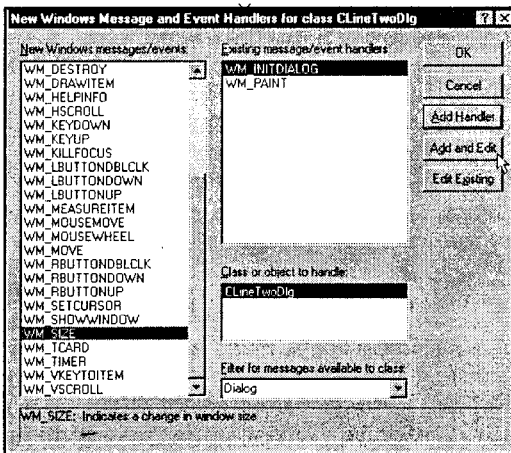 New Windows Message and Event Handlers for class CLineTwoDlg
New Windows messages/events:
WM_DESTROY
WM_DRAWITEM
WM_HELPINFO
WM_HSCROLL
WM_KEYDOWN
WM_KEYUP
WM_KILLFOCUS
WM_LBUTTONDBLCLK
WM_LBUTTONDOWN
WM_LBUTTONUP
WM_MEASUREITEM
WM_MOUSEMOVE
WM_MOUSEWHEEL
WM_MOVE
WM_RBUTTONDBLCLK
WM_RBUTTONDOWN
WM_RBUTTONUP
WM_SETCURSOR
WM_SHOWWINDOW
WM_SIZE
WM_TCARD
WM_TIMER
WM_VKEYTOITEM
WM_VSCROLL
Existing message/event handlers:
WM_INITDIALOG
WM_PAINT
Class or object to handle:
CLineTwoDlg
Filter for messages available to class:
Dialog
OK
Cancel
Add Handler
Add and Edit
Edit Existing
WM_SIZE: Indicates a change in window size